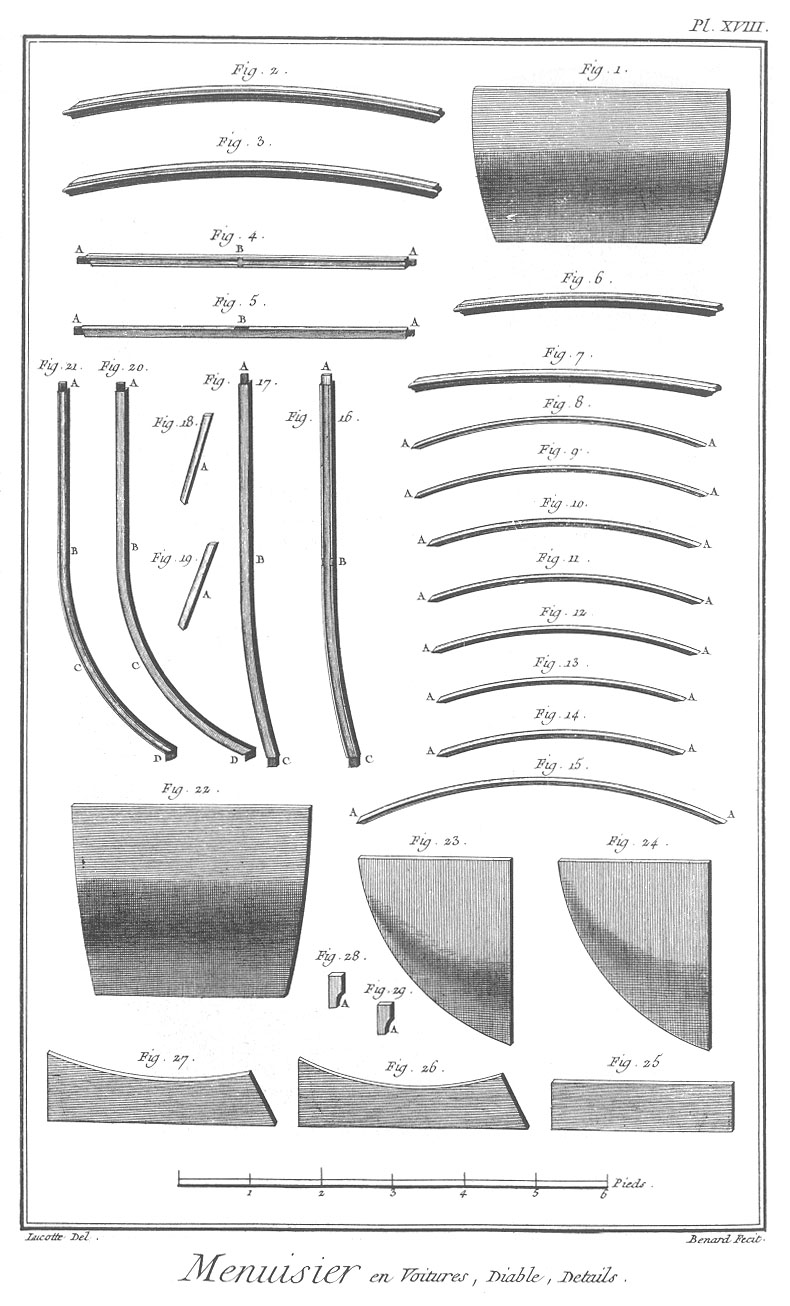 Pl. XVIII.
Fig. 2.
Fig. 1.
Fig. 3.
Fig. 4.
A B A
Fig. 5.
A B A
Fig. 6.
Fig. 7.
Fig. 8.
A A
Fig. 9.
A A
Fig. 10.
A A
Fig. 11.
A A
Fig. 12.
A A
Fig. 13.
A A
Fig. 14.
A A
Fig. 15.
A A
Fig. 21.
A
B
C
D
Fig. 20.
A
B
C
D
Fig. 18.
A
Fig. 19.
A
Fig. 17.
A
B
C
Fig. 16.
A
B
C
Fig. 22.
Fig. 23.
Fig. 24.
Fig. 28.
A
Fig. 29.
A
Fig. 27.
Fig. 26.
Fig. 25
1 2 3 4 5 6 Pieds.
Lucotte Del.
Benard Fecit.
Menuisier en Voitures, Diable, Details.